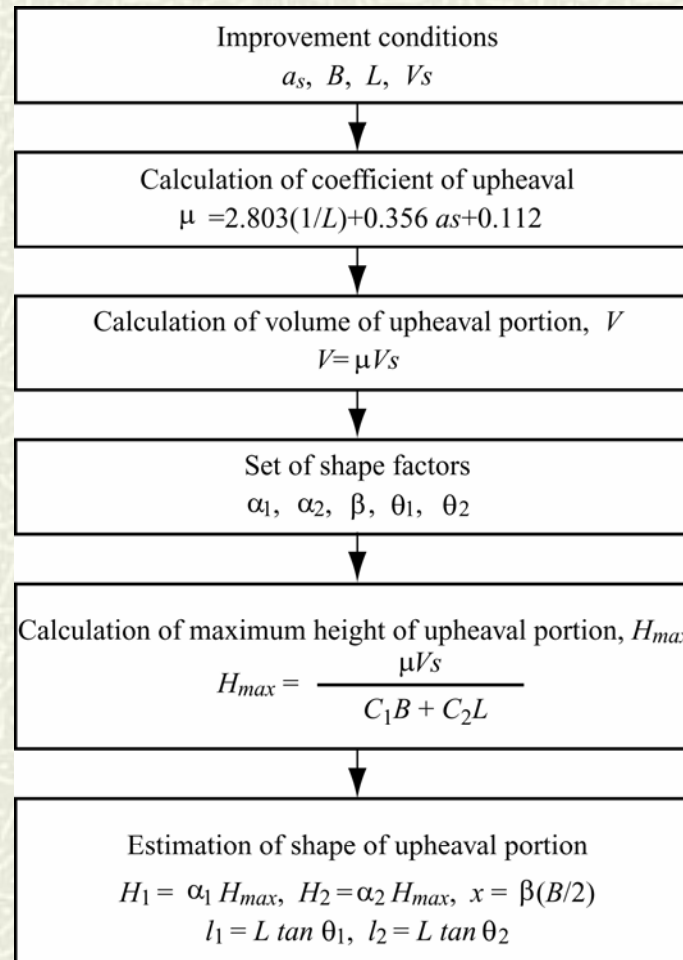 Improvement conditions
as, B, L, Vs
Calculation of coefficient of upheaval
μ =2.803(1/L)+0.356 as+0.112
Calculation of volume of upheaval portion, V
V= μVs
Set of shape factors
α1, α2, β, θ1, θ2
Calculation of maximum height of upheaval portion, Hmax
μVs
Hmax =
C1B + C2L
Estimation of shape of upheaval portion
H1 = α1 Hmax, H2 = α2 Hmax, x = β(B/2)
l1 = L tan θ1, l2 = L tan θ2